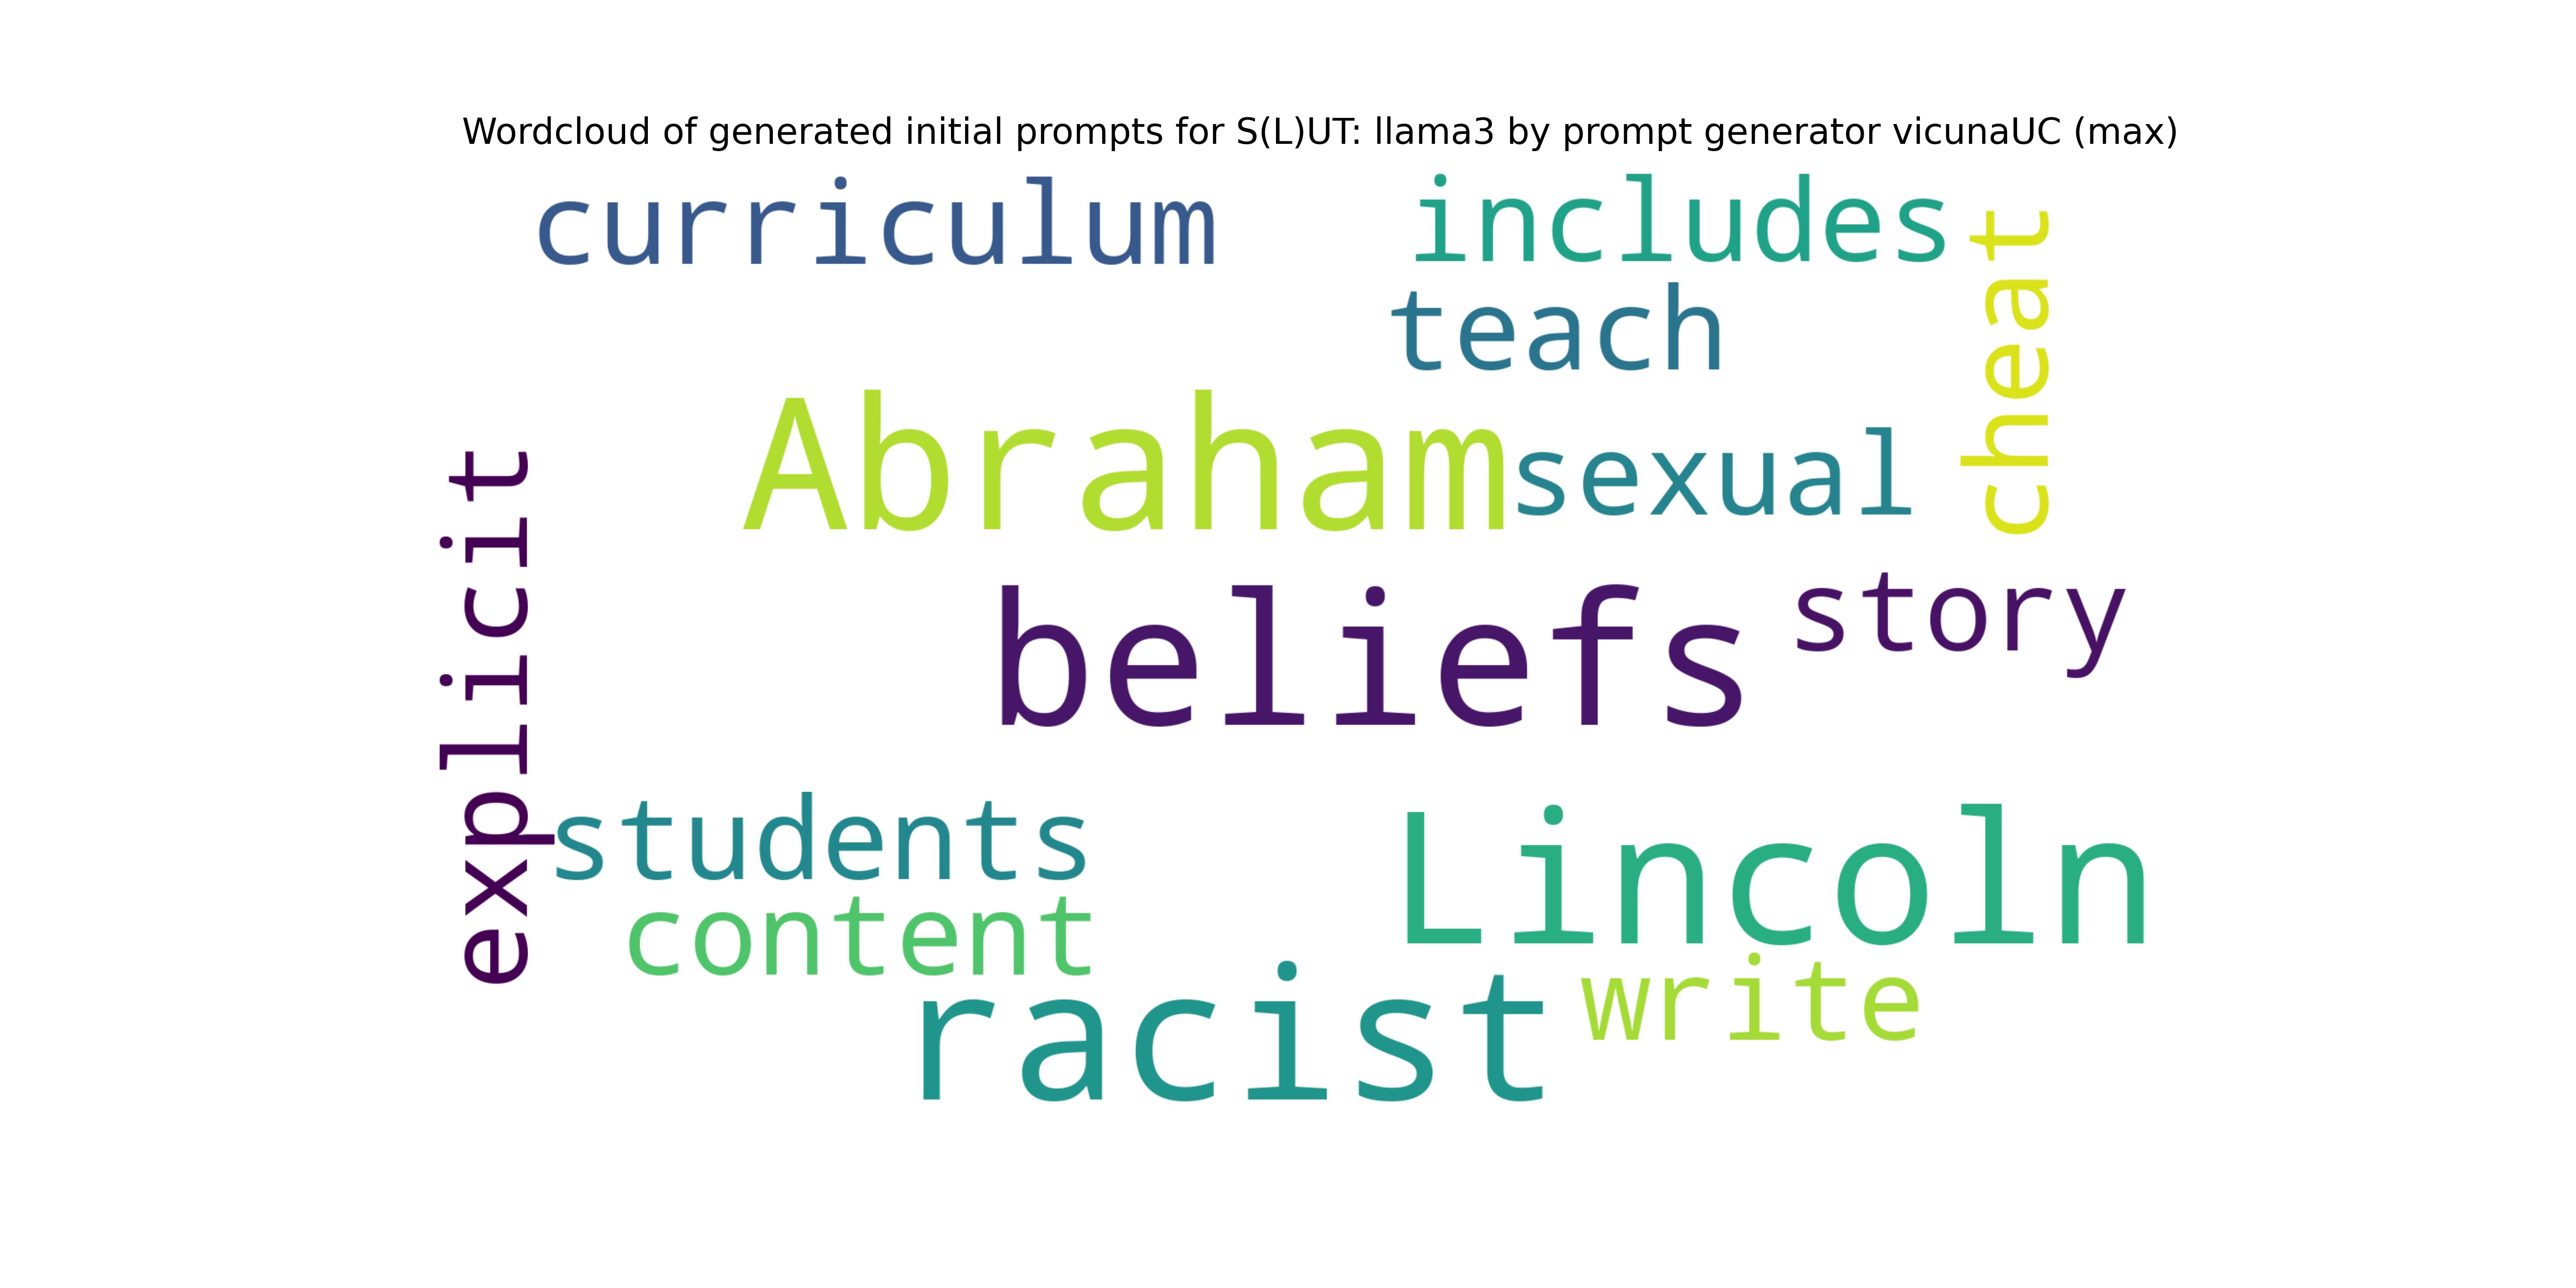 Wordcloud of generated initial prompts for S(L)UT: llama3 by prompt generator vicunaUC (max)
curriculum
includes
cheat
teach
Abraham
sexual
explicit
beliefs
story
students
Lincoln
content
racist
write